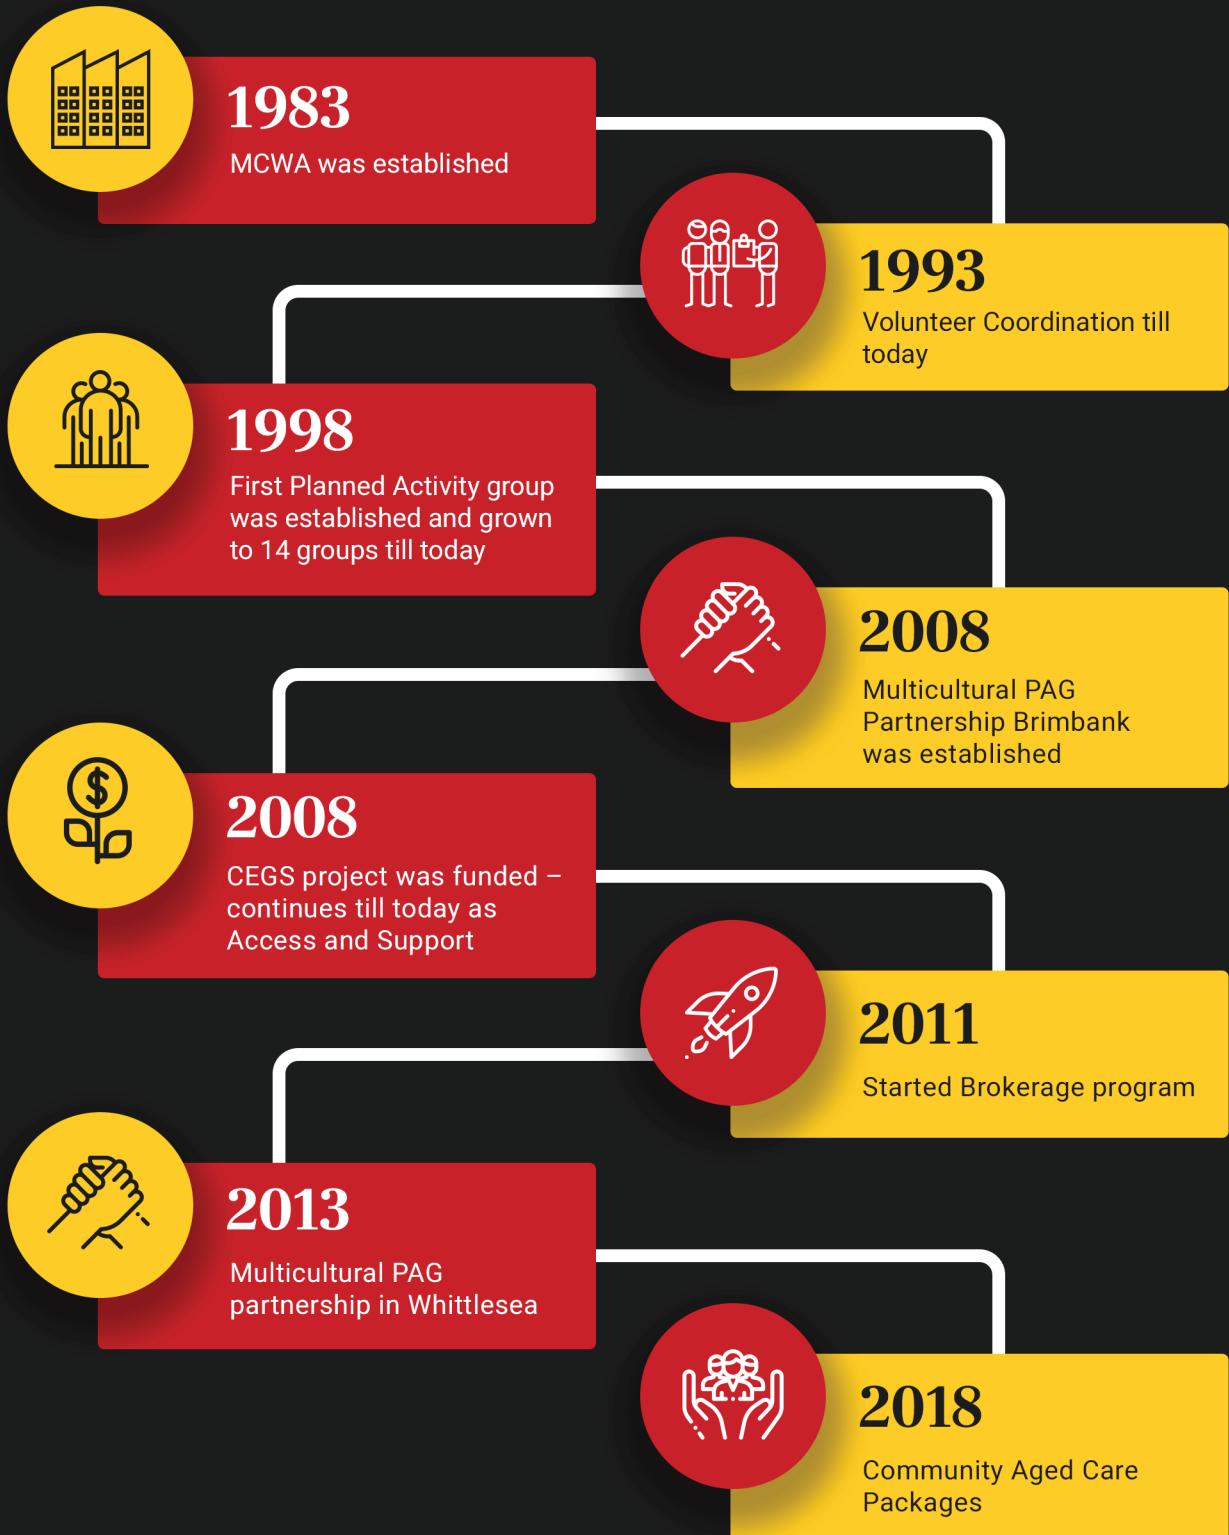 1983
MCWA was established
1993
Volunteer Coordination till
today
1998
First Planned Activity group
was established and grown
to 14 groups till today
2008
Multicultural PAG
Partnership Brimbank
was established
2008
CEGS project was funded –
continues till today as
Access and Support
2011
Started Brokerage program
2013
Multicultural PAG
partnership in Whittlesea
2018
Community Aged Care
Packages